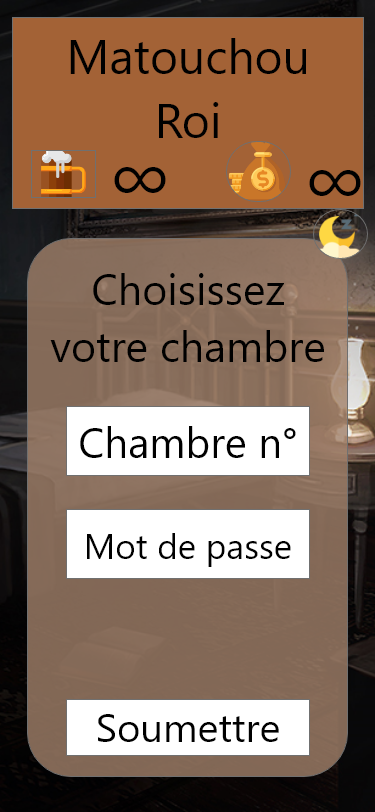 Matouchou
Roi
∞ ∞
Choisissez
votre chambre
Chambre n°
Mot de passe
Soumettre